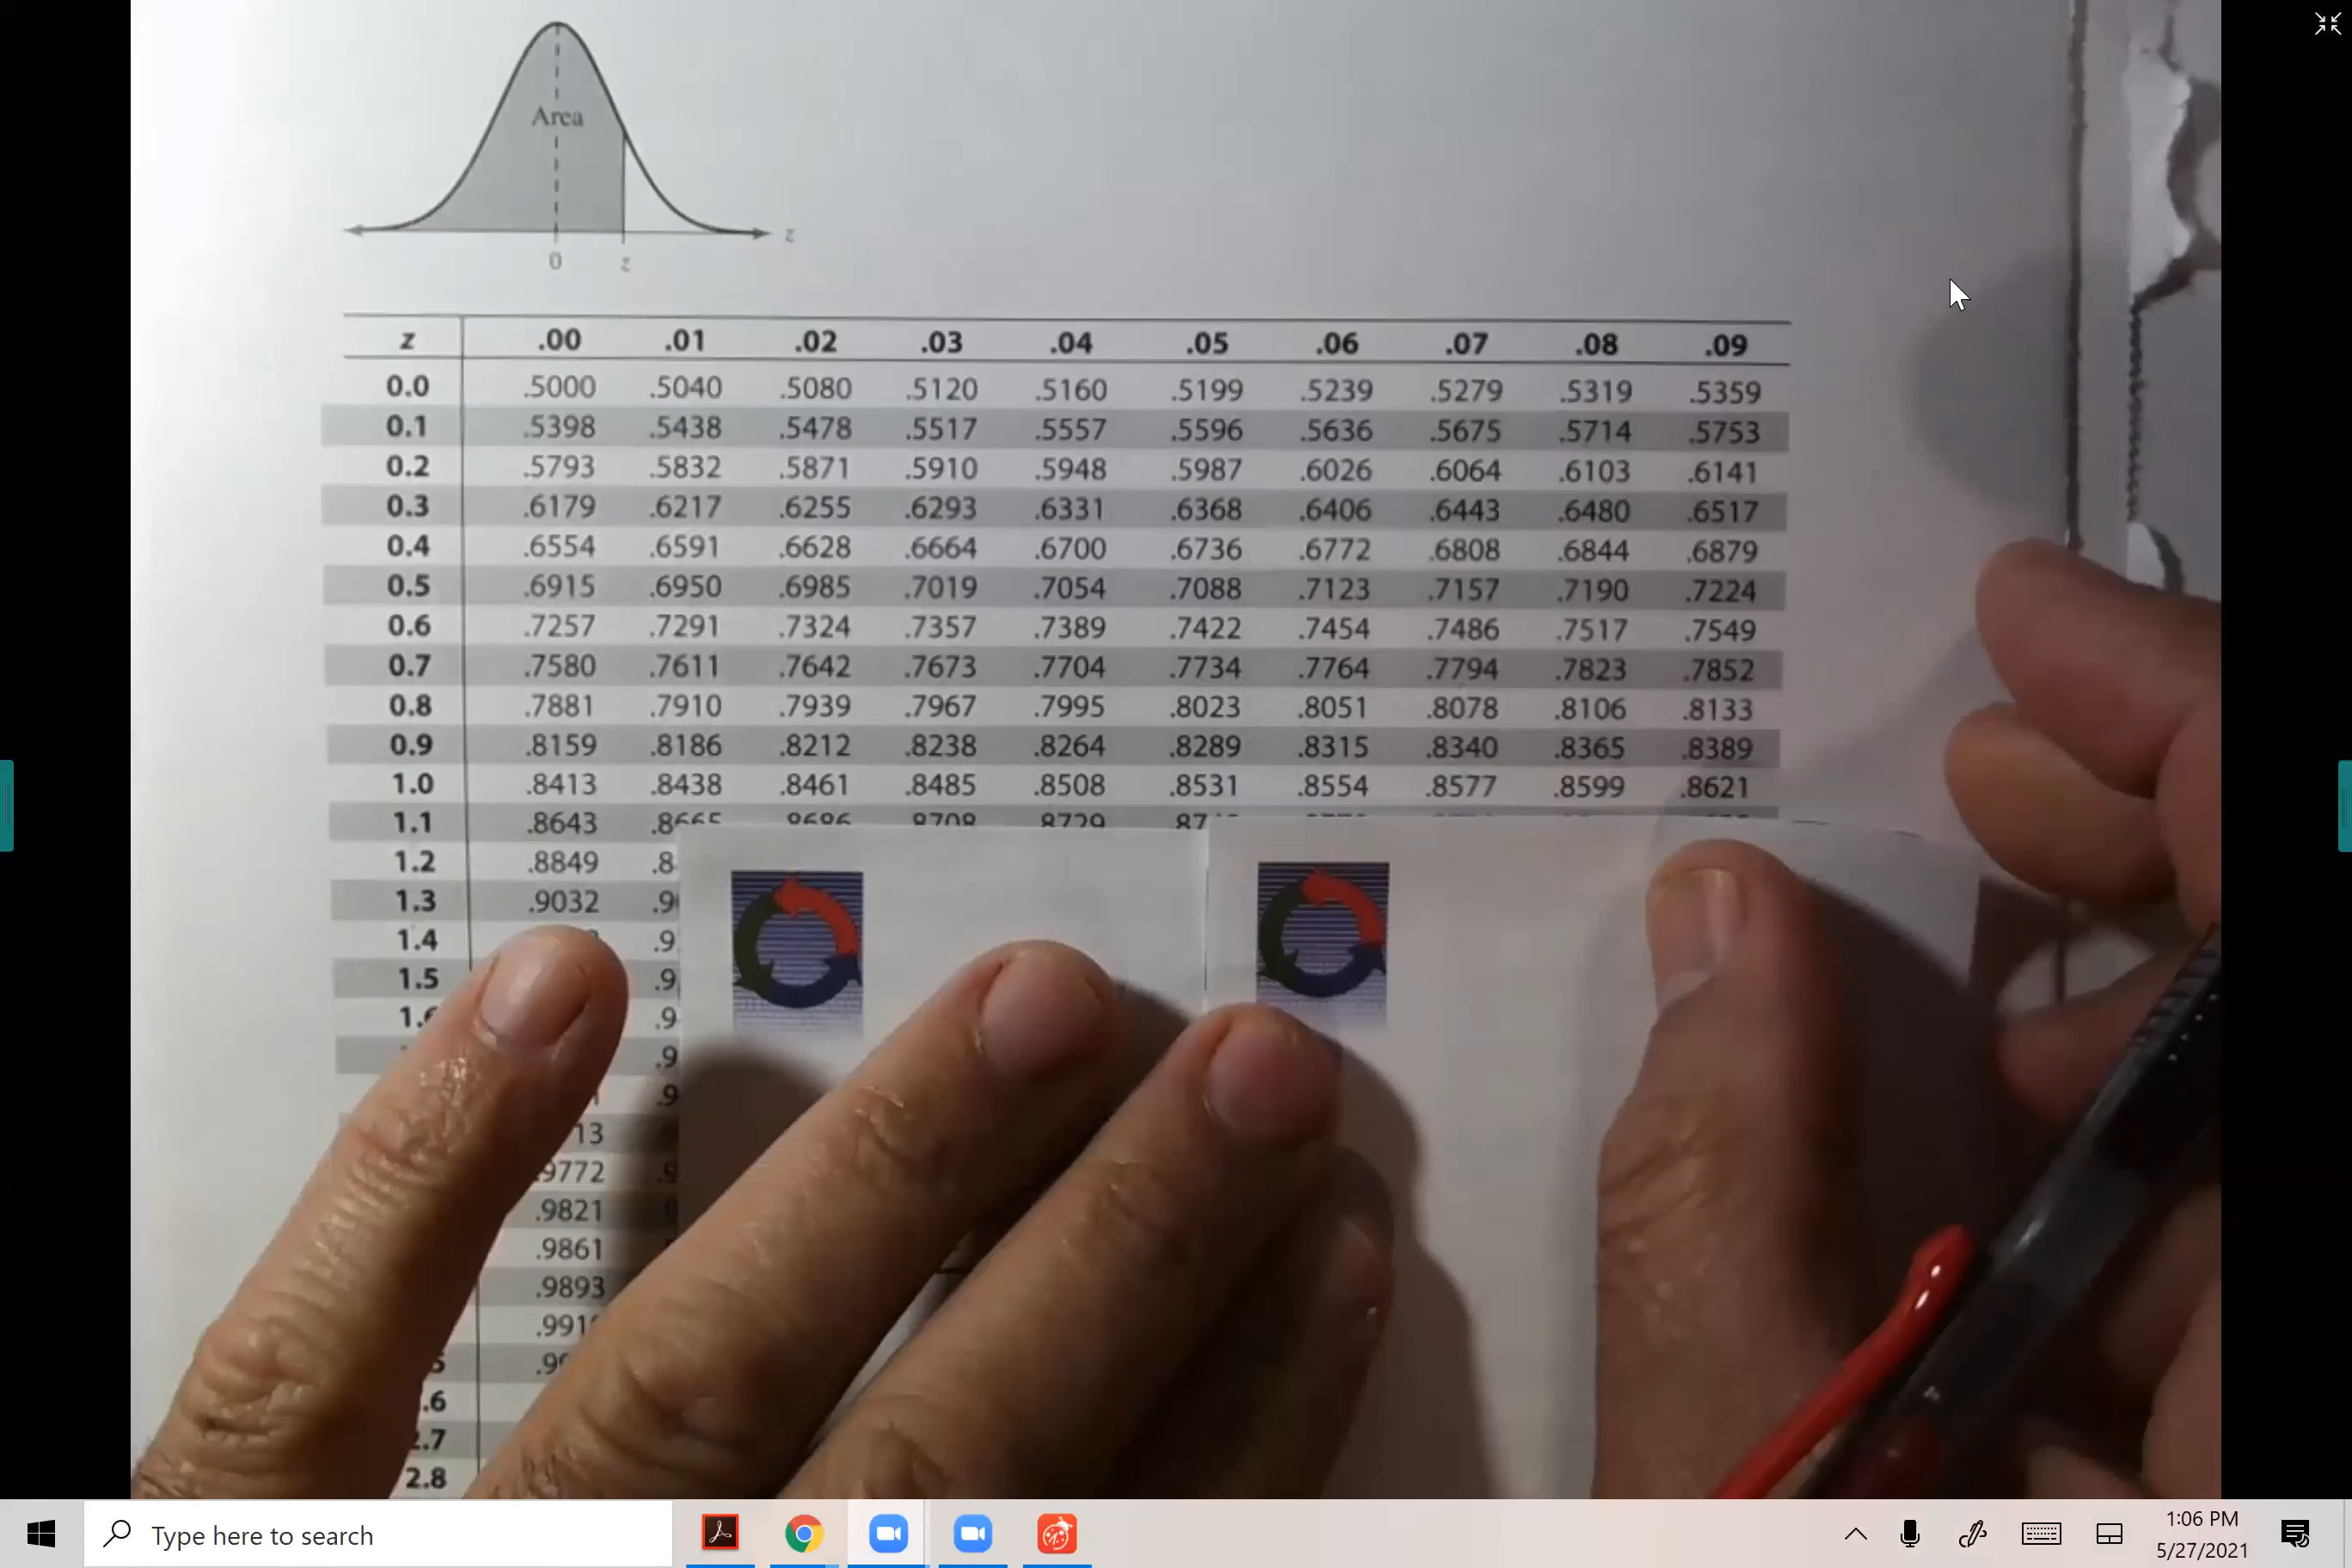 Area
z
0 z
z .00 .01 .02 .03 .04 .05 .06 .07 .08 .09
0.0 .5000 .5040 .5080 .5120 .5160 .5199 .5239 .5279 .5319 .5359
0.1 .5398 .5438 .5478 .5517 .5557 .5596 .5636 .5675 .5714 .5753
0.2 .5793 .5832 .5871 .5910 .5948 .5987 .6026 .6064 .6103 .6141
0.3 .6179 .6217 .6255 .6293 .6331 .6368 .6406 .6443 .6480 .6517
0.4 .6554 .6591 .6628 .6664 .6700 .6736 .6772 .6808 .6844 .6879
0.5 .6915 .6950 .6985 .7019 .7054 .7088 .7123 .7157 .7190 .7224
0.6 .7257 .7291 .7324 .7357 .7389 .7422 .7454 .7486 .7517 .7549
0.7 .7580 .7611 .7642 .7673 .7704 .7734 .7764 .7794 .7823 .7852
0.8 .7881 .7910 .7939 .7967 .7995 .8023 .8051 .8078 .8106 .8133
0.9 .8159 .8186 .8212 .8238 .8264 .8289 .8315 .8340 .8365 .8389
1.0 .8413 .8438 .8461 .8485 .8508 .8531 .8554 .8577 .8599 .8621
1.1 .8643 .8665 .8686 .8708 .8729
1.2 .8849
1.3 .9032
1.4
1.5
.9772
.9821
.9861
.9893
2.7
2.8
Type here to search
1:06 PM
5/27/2021